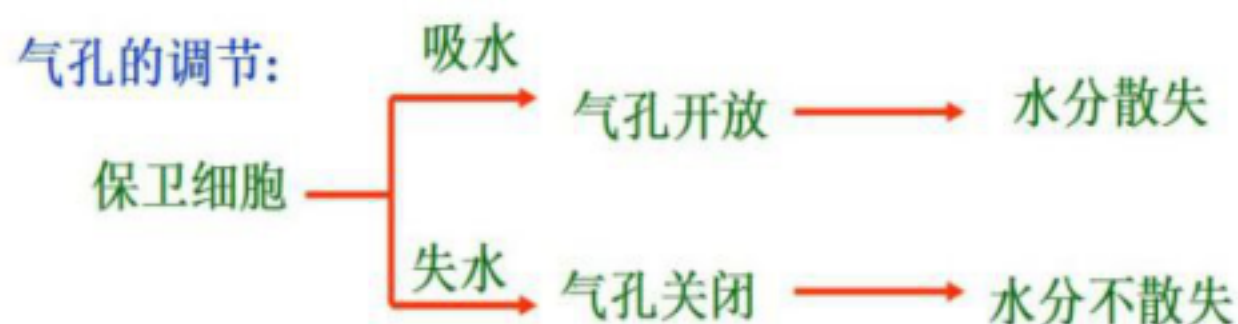 气孔的调节:
吸水
气孔开放
水分散失
保卫细胞
失水
气孔关闭
水分不散失